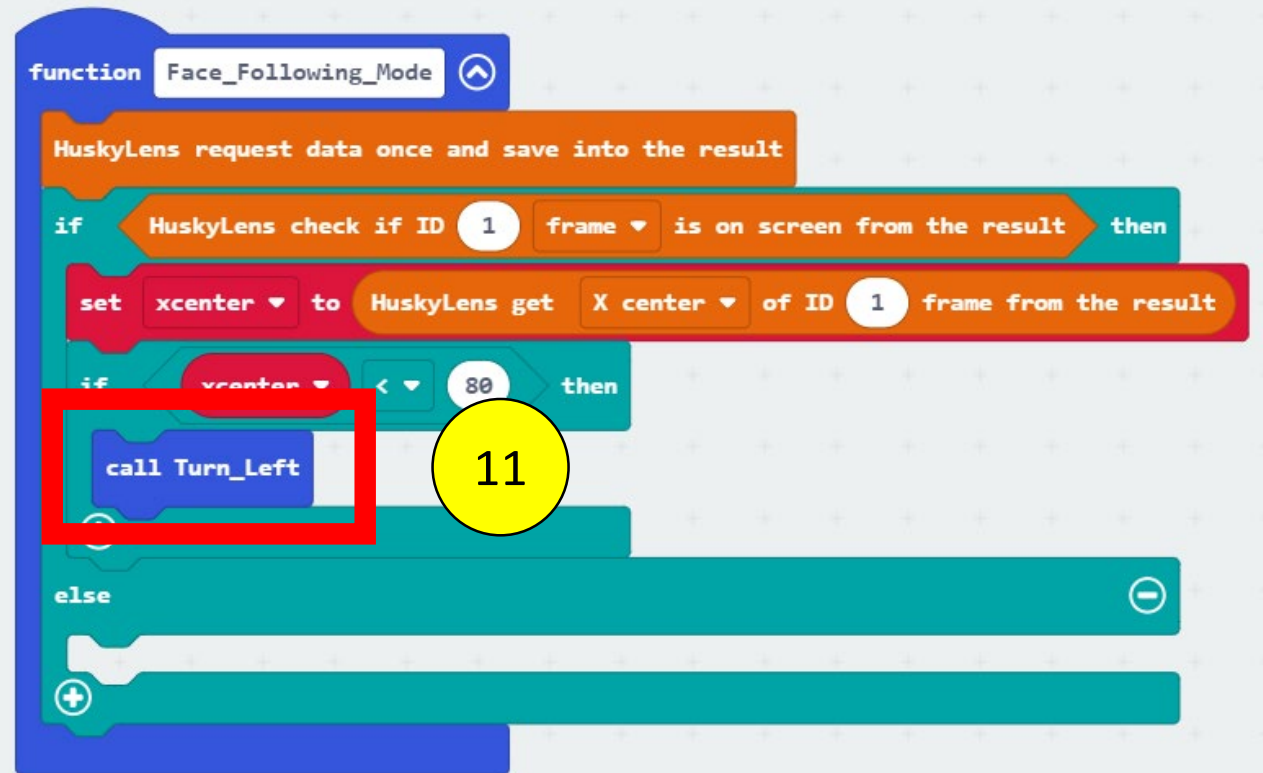 function Face_Following_Mode
HuskyLens request data once and save into the result
if HuskyLens check if ID 1 frame is on screen from the result then
set xcenter to HuskyLens get X center of ID 1 frame from the result
if xcenter < 80 then
call Turn_Left
11
else